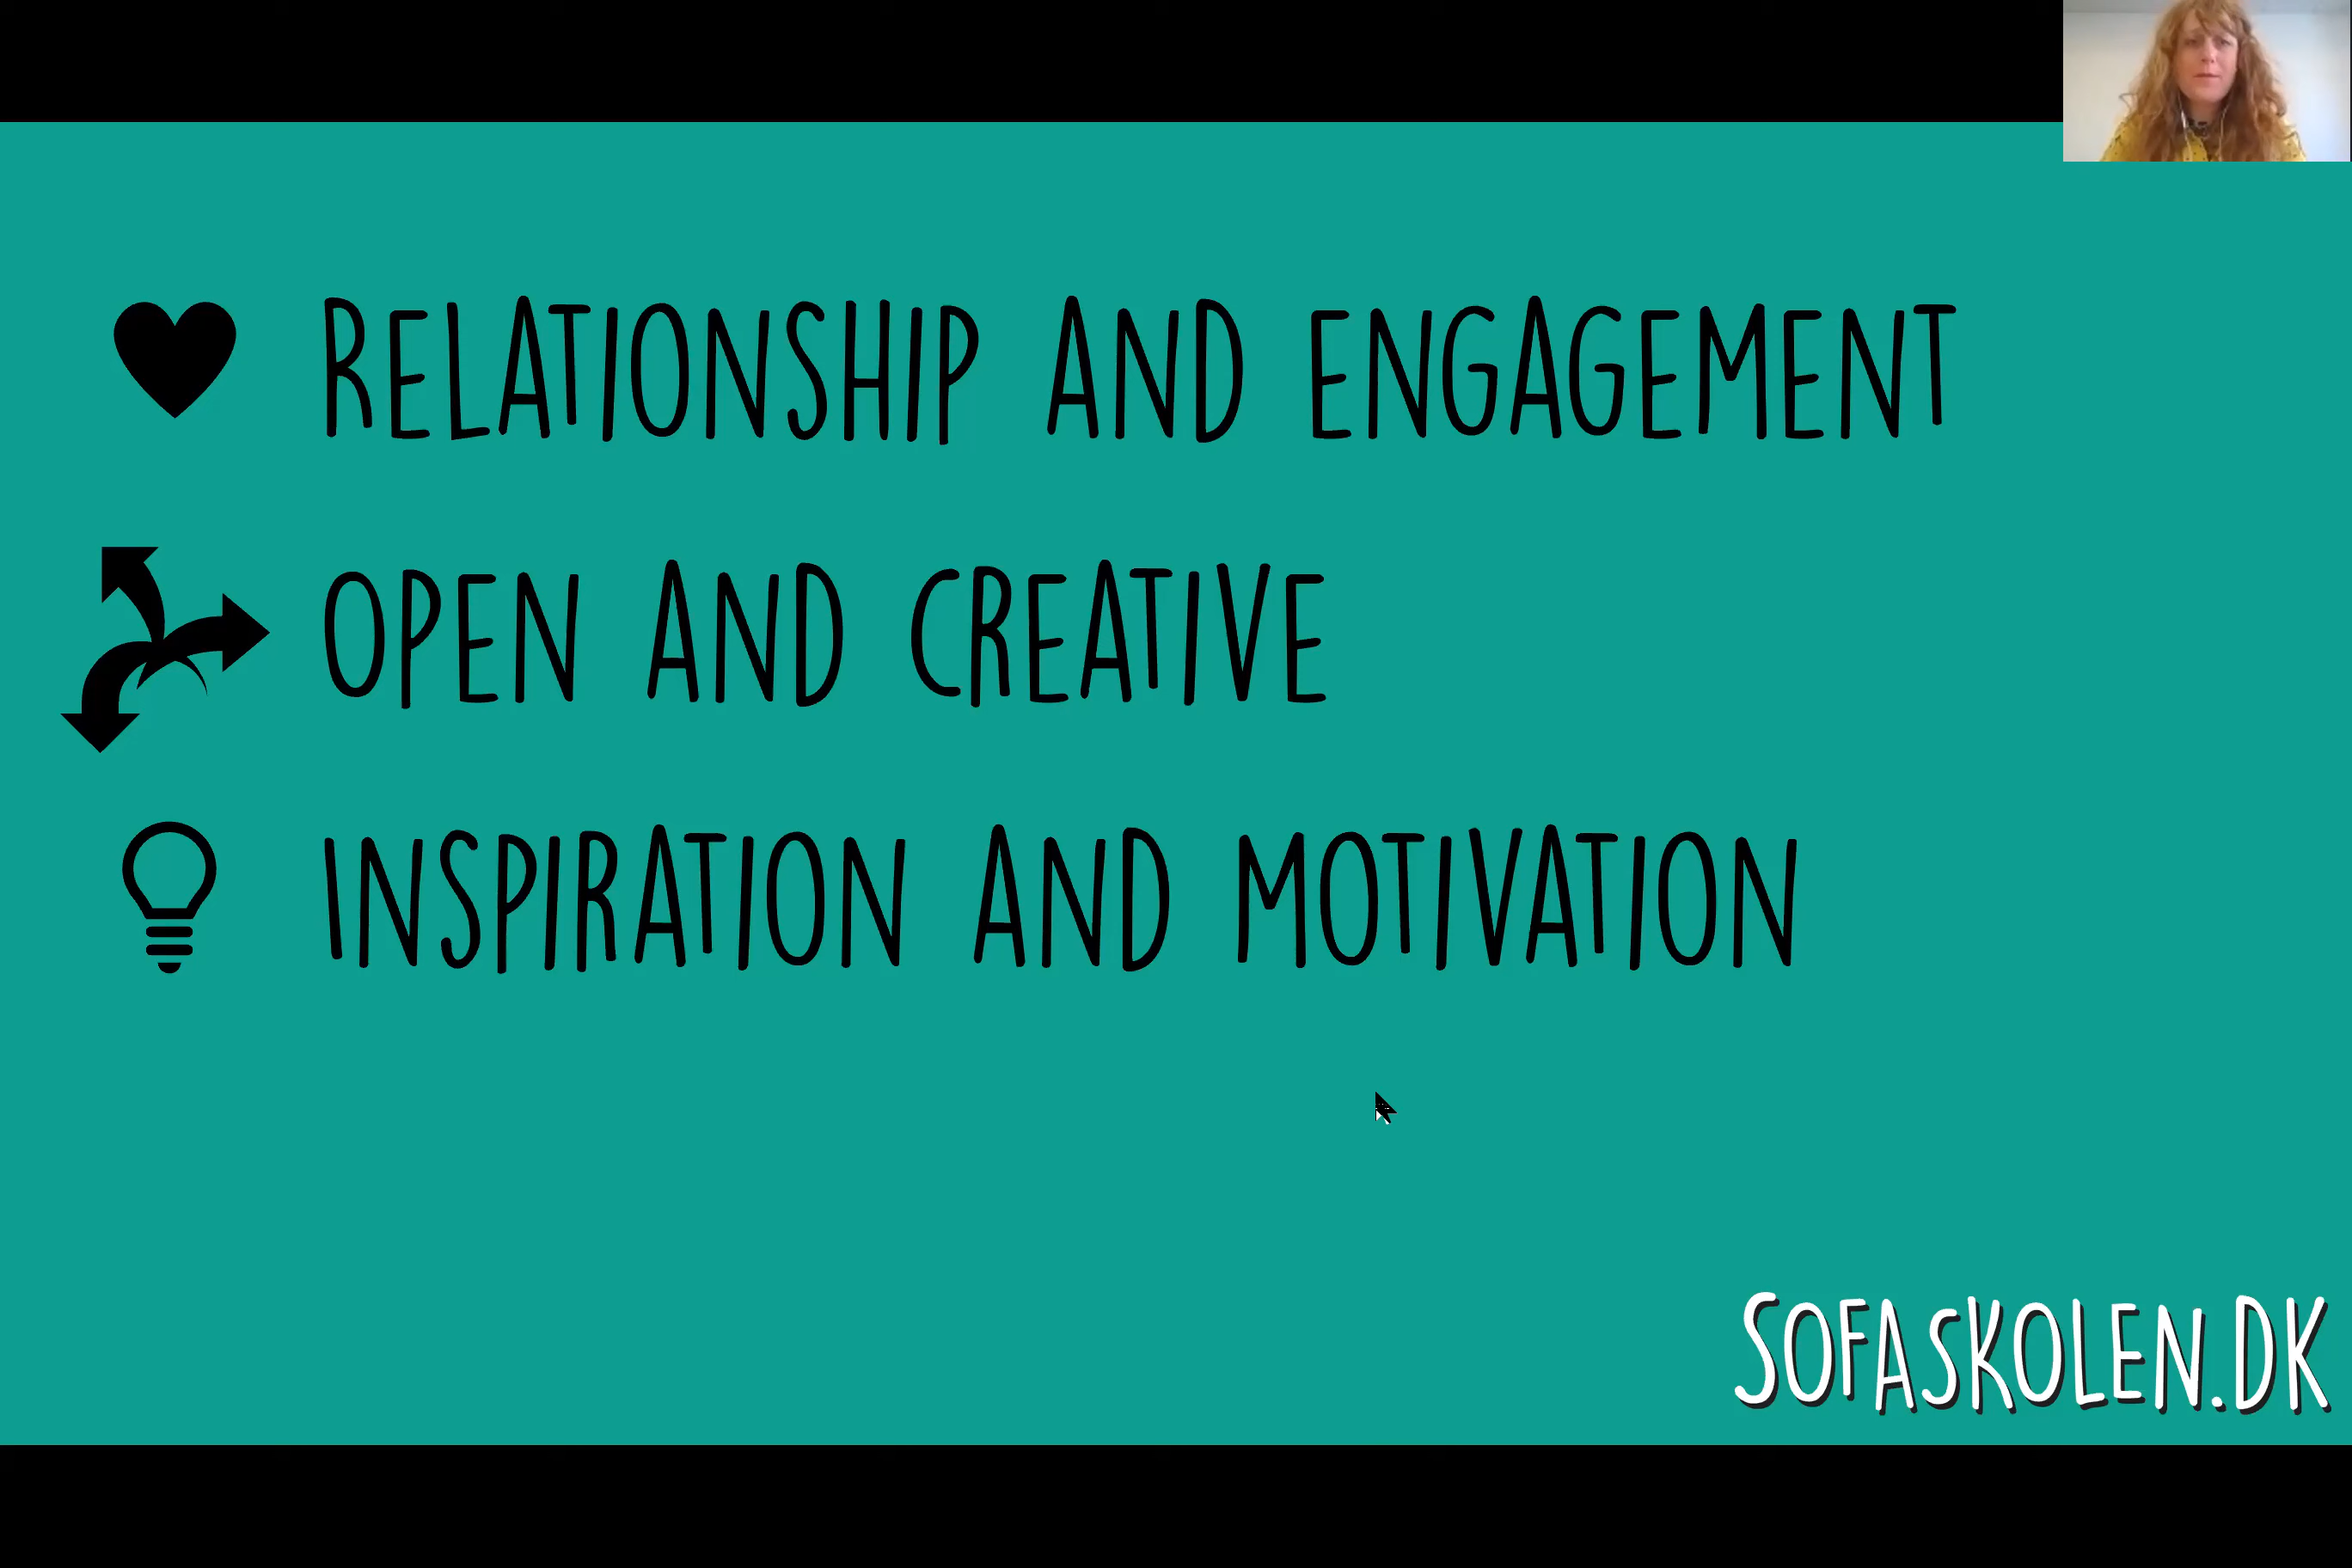 RELATIONSHIP AND ENGAGEMENT
OPEN AND CREATIVE
INSPIRATION AND MOTIVATION
SOFASKOLEN.DK